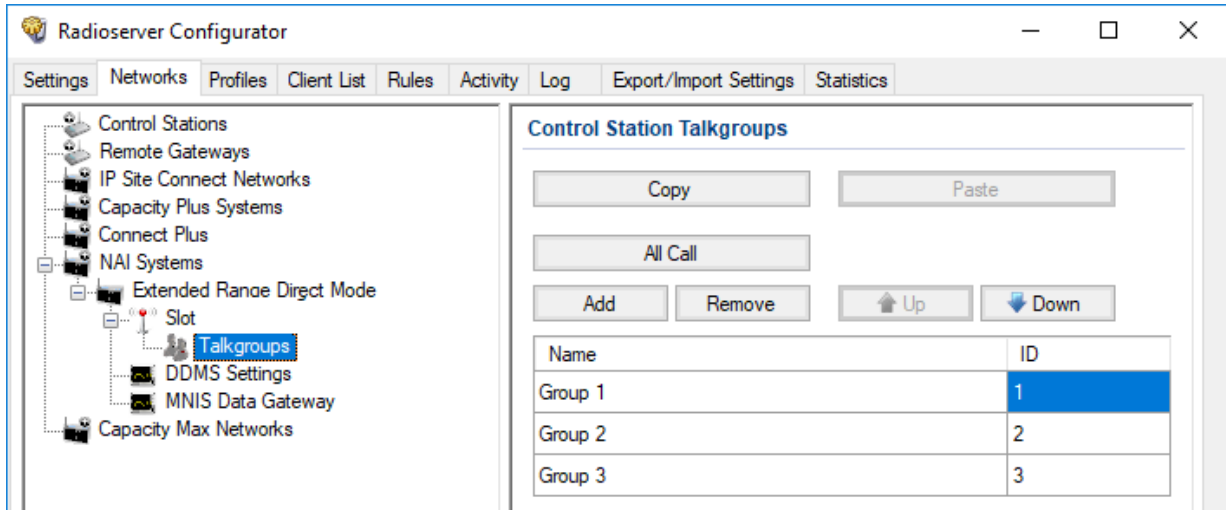 Radioserver Configurator
Settings Networks Profiles Client List Rules Activity Log Export/Import Settings Statistics
Control Stations
Remote Gateways
IP Site Connect Networks
Capacity Plus Systems
Connect Plus
NAI Systems
Extended Range Direct Mode
Slot
Talkgroups
DDMS Settings
MNIS Data Gateway
Capacity Max Networks
Control Station Talkgroups
Copy Paste
All Call
Add Remove Up Down
Name ID
Group 1 1
Group 2 2
Group 3 3